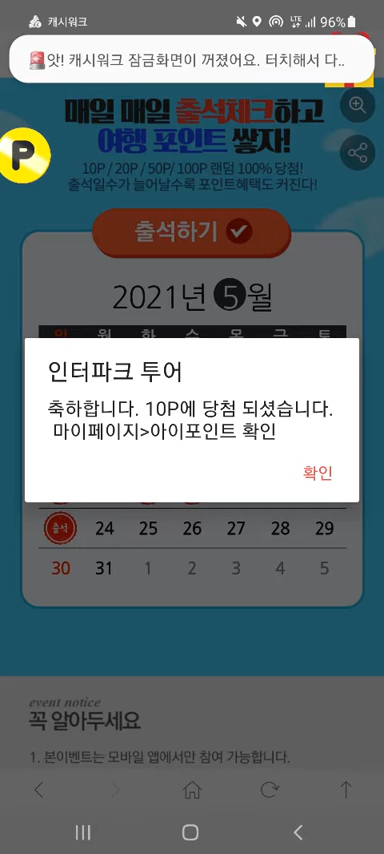 캐시워크
LTE 96%
앗! 캐시워크 잠금화면이 꺼졌어요. 터치해서 다..
매일 매일 출석체크하고
여행 포인트 쌓자!
P
10P / 20P / 50P/ 100P 랜덤 100% 당첨!
출석일수가 늘어날수록 포인트혜택도 커진다!
출석하기
2021년 5월
일 월 화 수 목 금 토
인터파크 투어
축하합니다. 10P에 당첨 되셨습니다.
마이페이지>아이포인트 확인
확인
출석 24 25 26 27 28 29
30 31 1 2 3 4 5
event notice
꼭 알아두세요
1. 본이벤트는 모바일 앱에서만 참여 가능합니다.